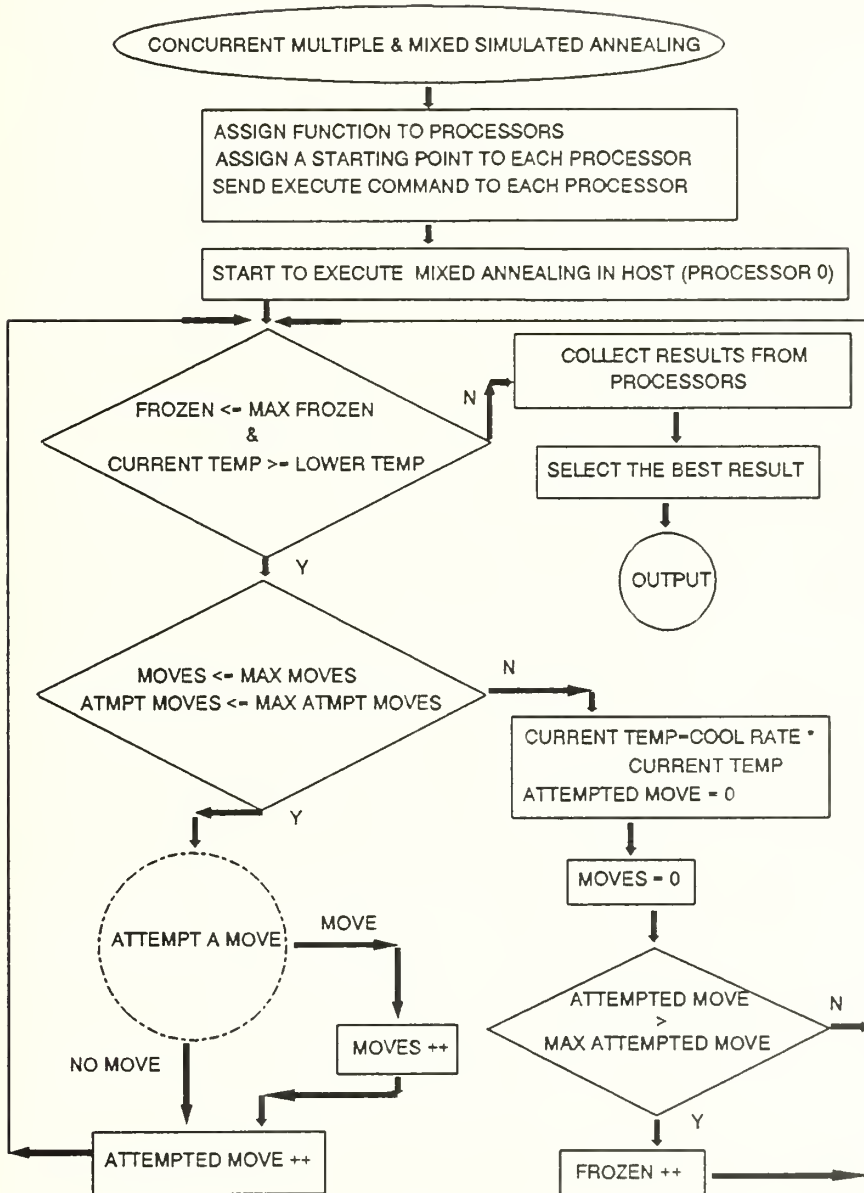 CONCURRENT MULTIPLE & MIXED SIMULATED ANNEALING
ASSIGN FUNCTION TO PROCESSORS
ASSIGN A STARTING POINT TO EACH PROCESSOR
SEND EXECUTE COMMAND TO EACH PROCESSOR
START TO EXECUTE MIXED ANNEALING IN HOST (PROCESSOR 0)
FROZEN <= MAX FROZEN
&
CURRENT TEMP >= LOWER TEMP
N
COLLECT RESULTS FROM
PROCESSORS
SELECT THE BEST RESULT
OUTPUT
Y
MOVES <= MAX MOVES
ATMPT MOVES <= MAX ATMPT MOVES
N
CURRENT TEMP=COOL RATE *
CURRENT TEMP
ATTEMPTED MOVE = 0
MOVES = 0
Y
ATTEMPT A MOVE
MOVE
MOVES ++
NO MOVE
ATTEMPTED MOVE ++
ATTEMPTED MOVE
>
MAX ATTEMPTED MOVE
N
Y
FROZEN ++